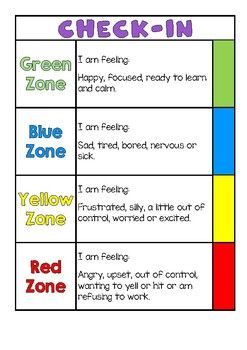 CHECK-IN
Green
Zone
I am feeling:
Happy, focused, ready to learn
and calm.
Blue
Zone
I am feeling:
Sad, tired, bored, nervous or
sick.
Yellow
Zone
I am feeling:
Frustrated, silly, a little out of
control, worried or excited.
Red
Zone
I am feeling:
Angry, upset, out of control,
wanting to yell or hit or am
refusing to work.